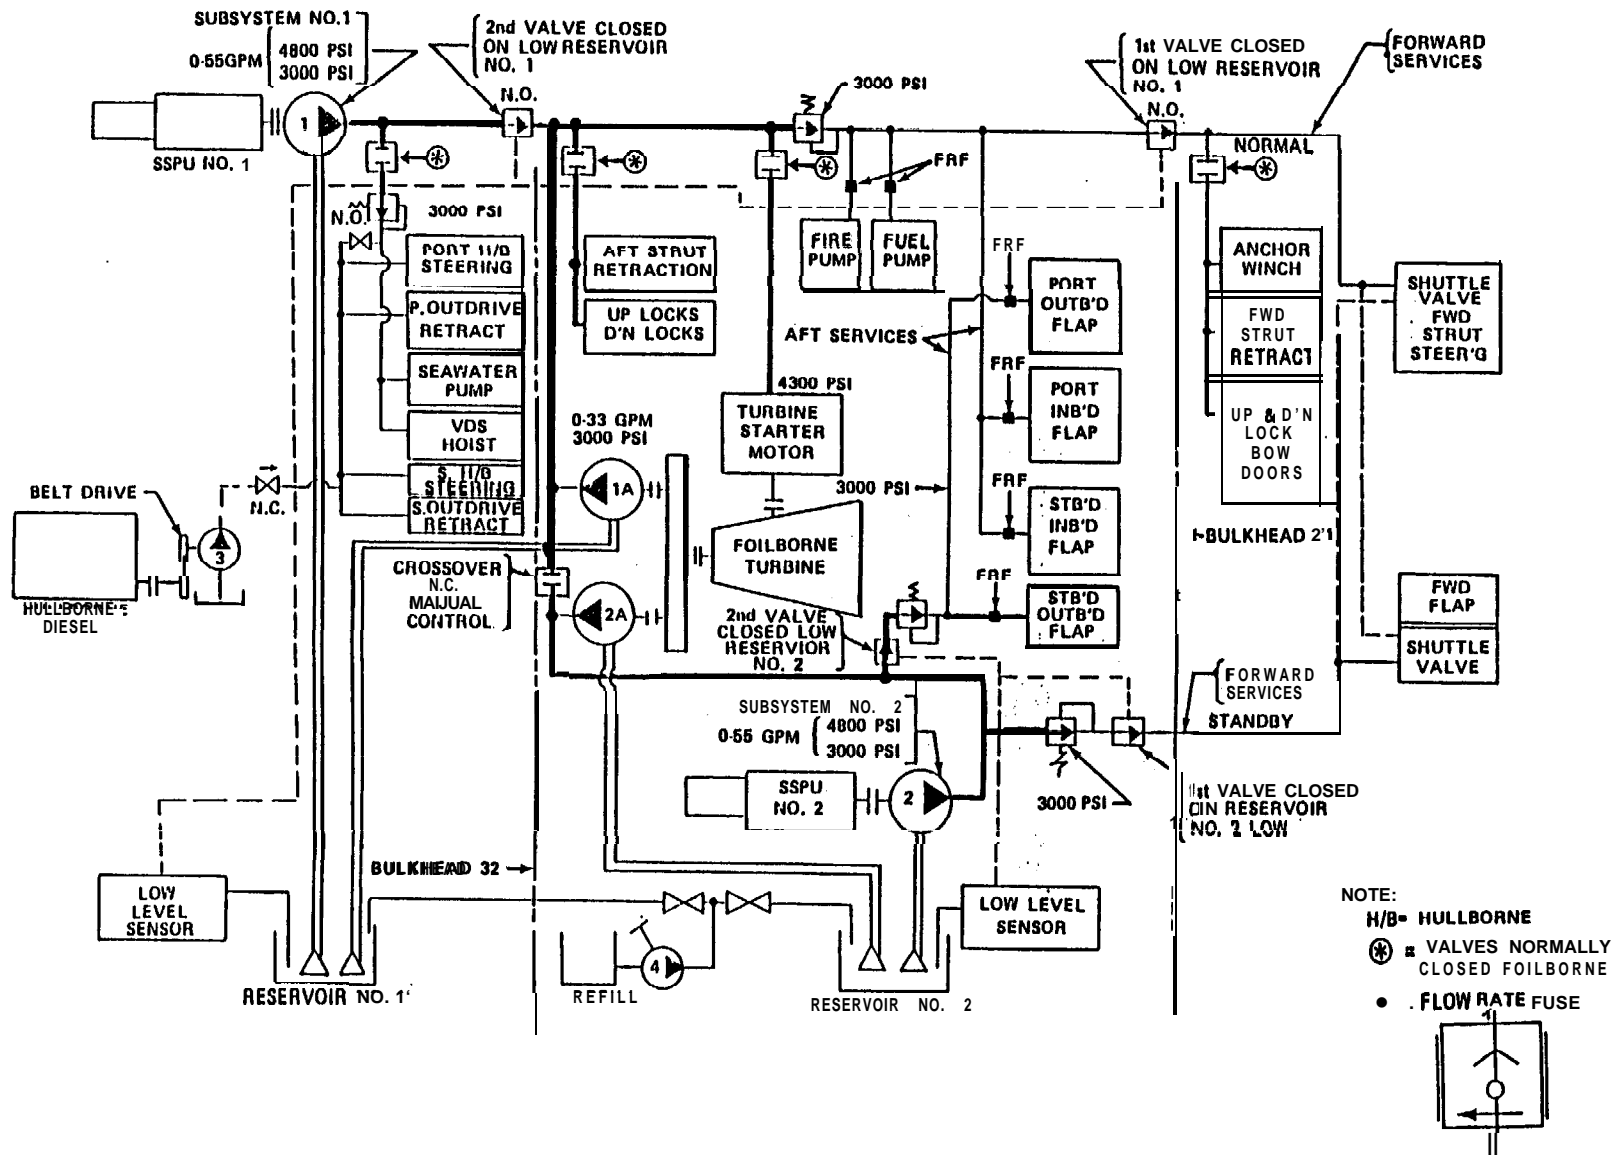 SUBSYSTEM NO.1
0-55GPM
4800 PSI
3000 PSI
2nd VALVE CLOSED
ON LOW RESERVOIR
NO. 1
N.O.
3000 PSI
1st VALVE CLOSED
ON LOW RESERVOIR
NO. 1
N.O.
FORWARD
SERVICES
1
SSPU NO. 1
NORMAL
FRF
N.O.
3000 PSI
PORT H/B
STEERING
P.OUTDRIVE
RETRACT
SEAWATER
PUMP
VDS
HOIST
S. H/B
STEERING
S.OUTDRIVE
RETRACT
AFT STRUT
RETRACTION
UP LOCKS
D'N LOCKS
FIRE
PUMP
FUEL
PUMP
FRF
PORT
OUTB'D
FLAP
AFT SERVICES
FRF
PORT
INB'D
FLAP
FRF
STB'D
INB'D
FLAP
FRF
STB'D
OUTB'D
FLAP
ANCHOR
WINCH
FWD
STRUT
RETRACT
UP & D'N
LOCK
BOW
DOORS
SHUTTLE
VALVE
FWD
STRUT
STEER'G
4300 PSI
TURBINE
STARTER
MOTOR
0-33 GPM
3000 PSI
1A
3000 PSI
FOILBORNE
TURBINE
BELT DRIVE
N.C.
3
HULLBORNE
DIESEL
CROSSOVER
N.C.
MAIJUAL
CONTROL
2A
2nd VALVE
CLOSED LOW
RESERVIOR
NO. 2
BULKHEAD 2'1
FWD
FLAP
SHUTTLE
VALVE
FORWARD
SERVICES
STANDBY
SUBSYSTEM NO. 2
0-55 GPM
4800 PSI
3000 PSI
SSPU
NO. 2
2
3000 PSI
1st VALVE CLOSED
ON RESERVOIR
NO. 2 LOW
BULKHEAD 32
LOW
LEVEL
SENSOR
LOW LEVEL
SENSOR
4
RESERVOIR NO. 1
REFILL
RESERVOIR NO. 2
NOTE:
H/B= HULLBORNE
= VALVES NORMALLY
CLOSED FOILBORNE
. FLOW RATE FUSE